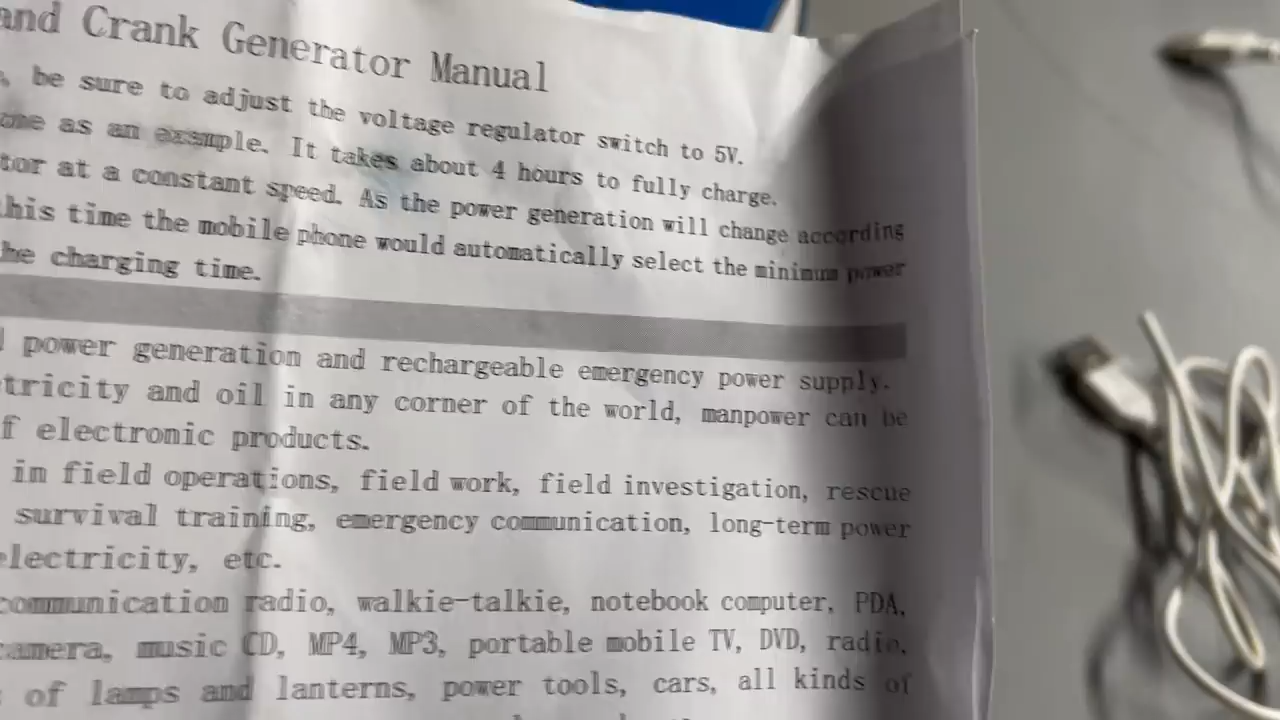 and Crank Generator Manual
be sure to adjust the voltage regulator switch to 5V.
as an example. It takes about 4 hours to fully charge.
tor at a constant speed. As the power generation will change according
his time the mobile phone would automatically select the minimum power
he charging time.
power generation and rechargeable emergency power supply.
tricity and oil in any corner of the world, manpower can be
f electronic products.
in field operations, field work, field investigation, rescue
survival training, emergency communication, long-term power
electricity, etc.
communication radio, walkie-talkie, notebook computer, PDA,
camera, music CD, MP4, MP3, portable mobile TV, DVD, radio,
of lamps and lanterns, power tools, cars, all kinds of